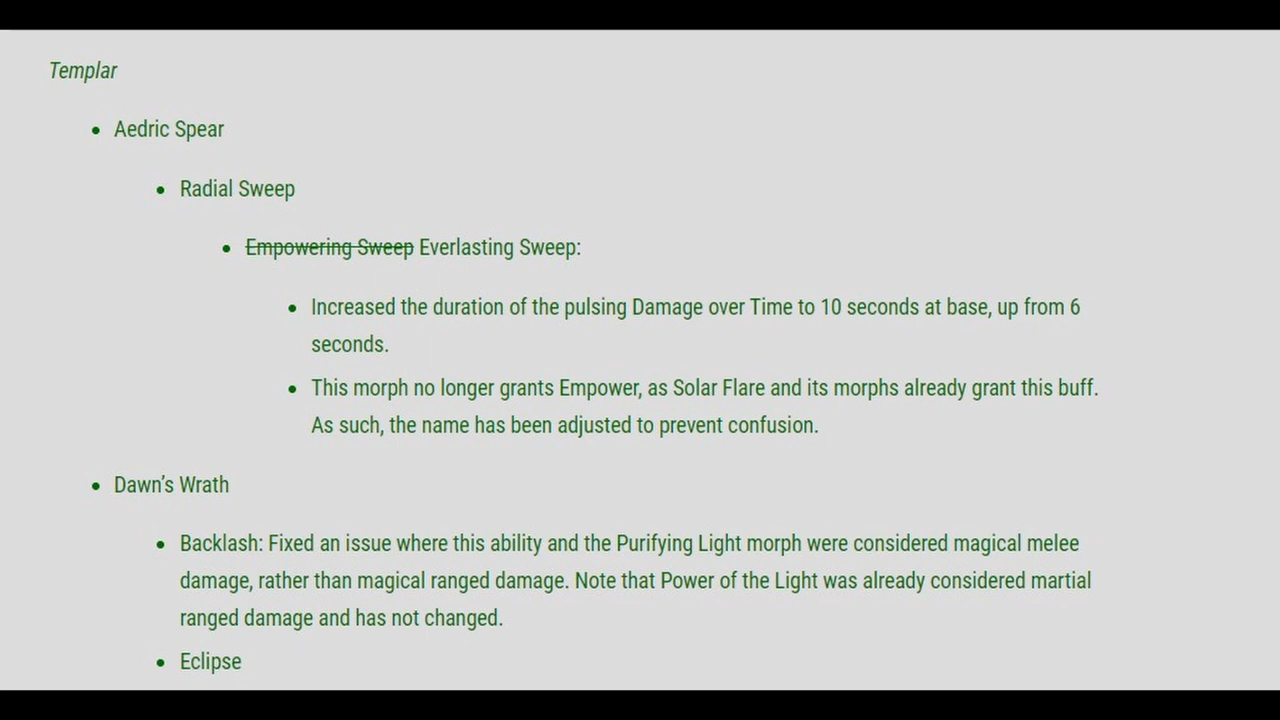 Templar
Aedric Spear
Radial Sweep
Empowering Sweep Everlasting Sweep:
Increased the duration of the pulsing Damage over Time to 10 seconds at base, up from 6
seconds.
This morph no longer grants Empower, as Solar Flare and its morphs already grant this buff.
As such, the name has been adjusted to prevent confusion.
Dawn’s Wrath
Backlash: Fixed an issue where this ability and the Purifying Light morph were considered magical melee
damage, rather than magical ranged damage. Note that Power of the Light was already considered martial
ranged damage and has not changed.
Eclipse